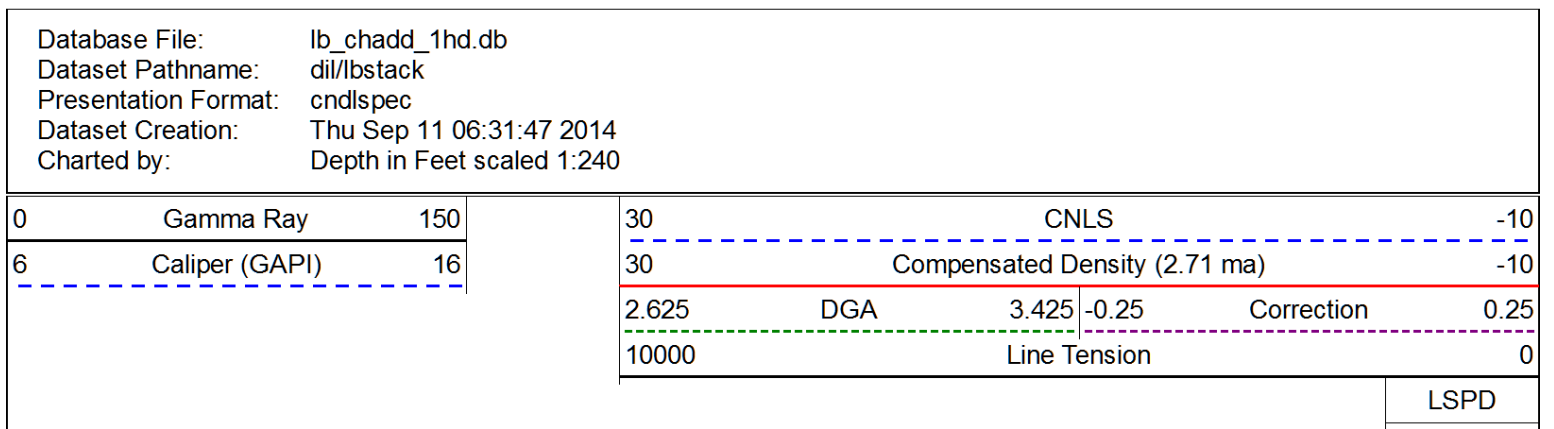 Database File: lb_chadd_1hd.db
Dataset Pathname: dil/lbstack
Presentation Format: cndlspec
Dataset Creation: Thu Sep 11 06:31:47 2014
Charted by: Depth in Feet scaled 1:240
0 Gamma Ray 150 30 CNLS -10
6 Caliper (GAPI) 16 30 Compensated Density (2.71 ma) -10
2.625 DGA 3.425 -0.25 Correction 0.25
10000 Line Tension 0
LSPD